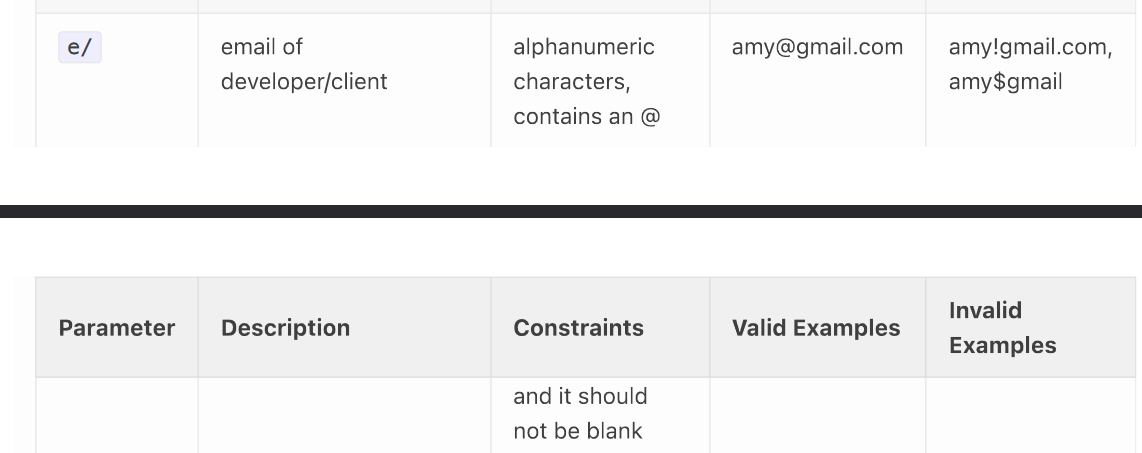 e/ email of alphanumeric amy@gmail.com amy!gmail.com,
developer/client characters, amy$gmail
contains an @
Parameter Description Constraints Valid Examples Invalid
Examples
and it should
not be blank